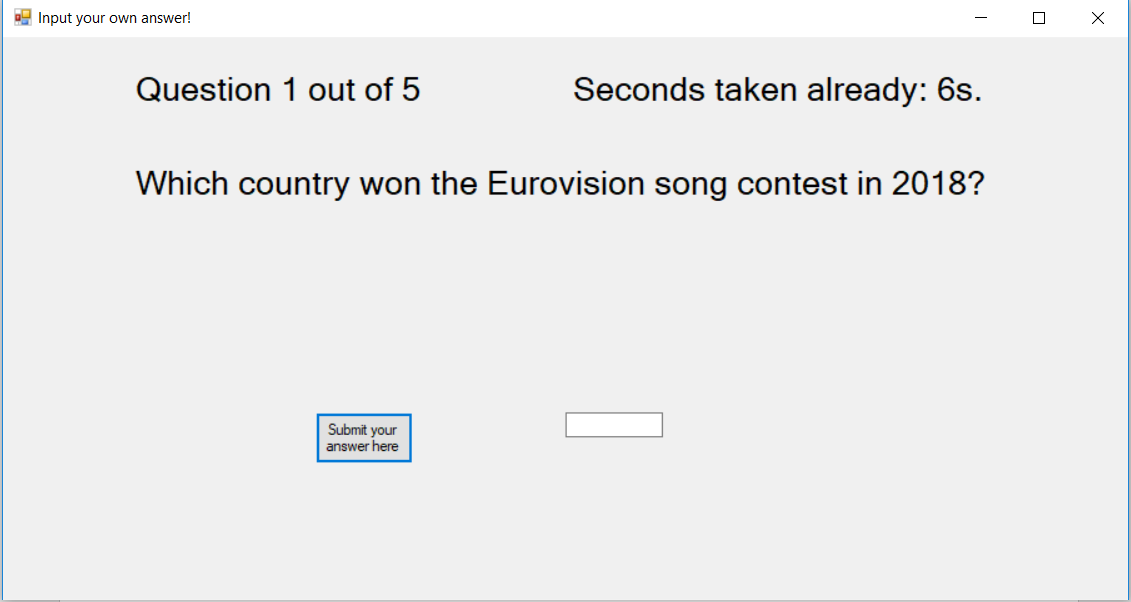 Input your own answer!
Question 1 out of 5
Seconds taken already: 6s.
Which country won the Eurovision song contest in 2018?
Submit your
answer here